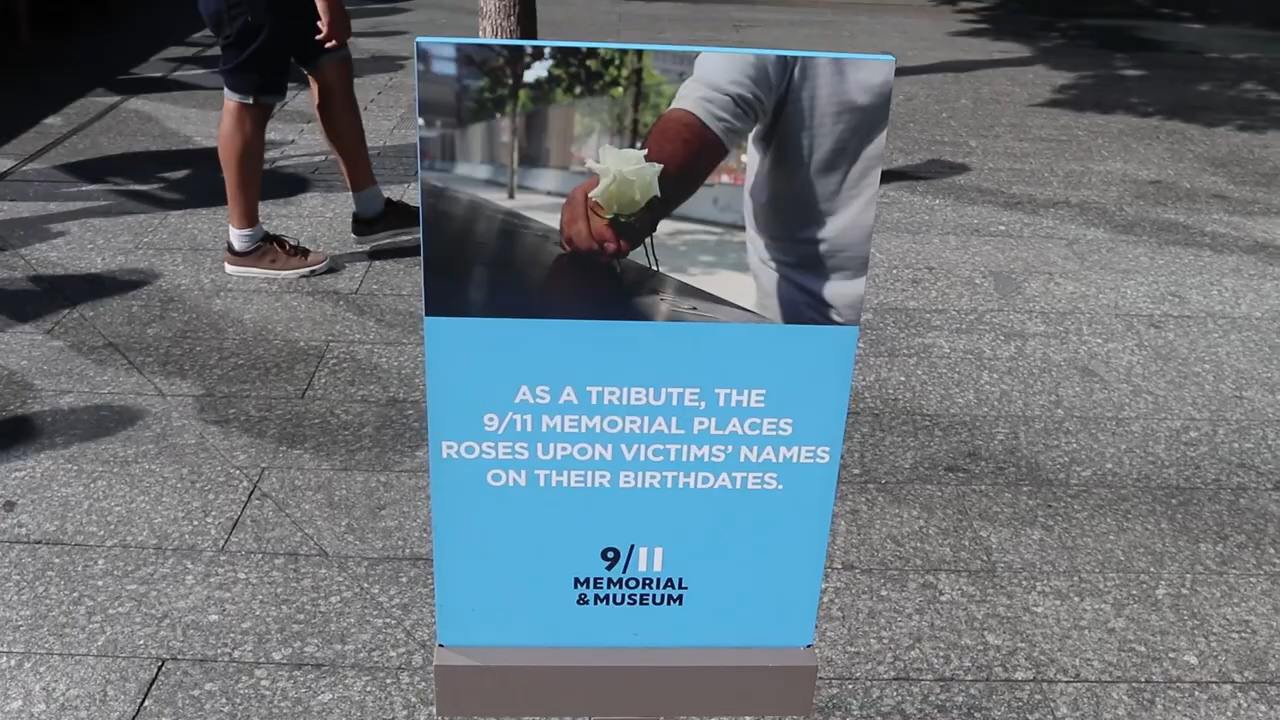 AS A TRIBUTE, THE
9/11 MEMORIAL PLACES
ROSES UPON VICTIMS' NAMES
ON THEIR BIRTHDATES.
9/11
MEMORIAL
& MUSEUM